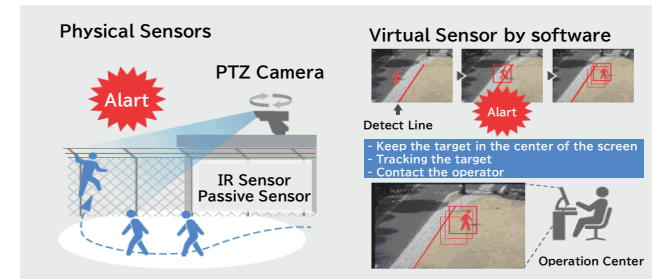 Physical Sensors
PTZ Camera
Alart
IR Sensor
Passive Sensor
Virtual Sensor by software
Detect Line
Alart
- Keep the target in the center of the screen
- Tracking the target
- Contact the operator
Operation Center